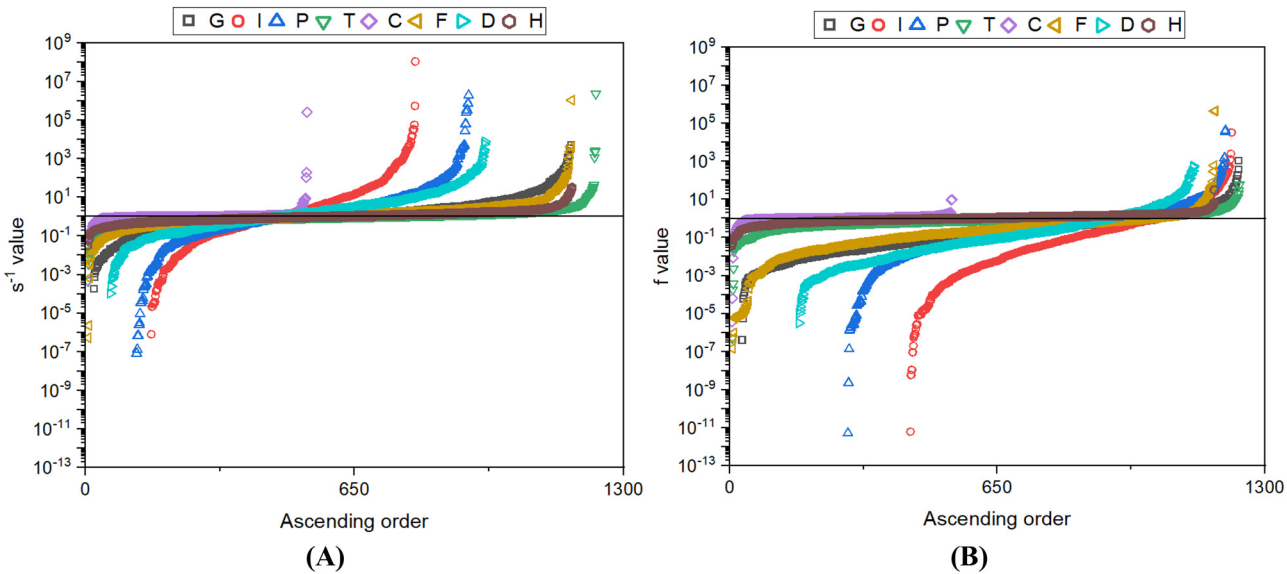 G I P T C F D H
G I P T C F D H
10^9
10^7
10^5
10^3
10^1
10^-1
10^-3
10^-5
10^-7
10^-9
10^-11
10^-13
s^-1 value
0 650 1300
Ascending order
(A)
10^9
10^7
10^5
10^3
10^1
10^-1
10^-3
10^-5
10^-7
10^-9
10^-11
10^-13
f value
0 650 1300
Ascending order
(B)